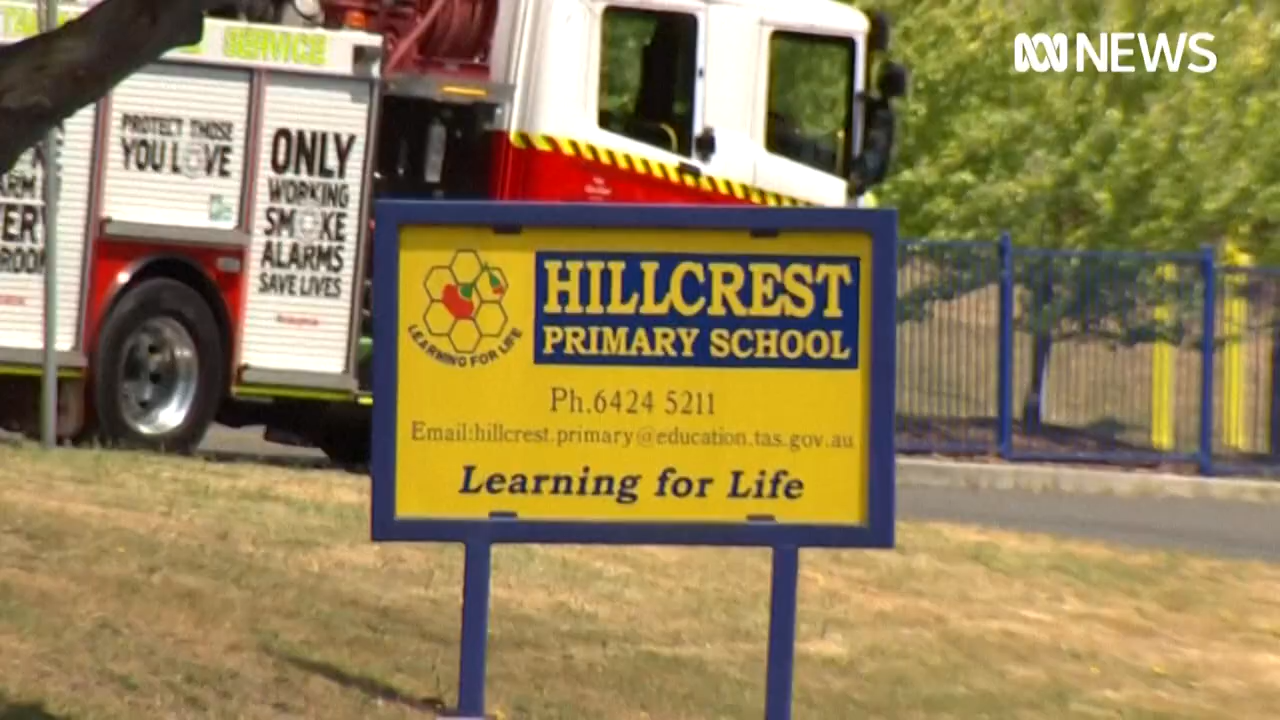 NEWS
SERVICE
PROTECT THOSE
YOU LOVE
ONLY
WORKING
SMOKE
ALARMS
SAVE LIVES
LEARNING FOR LIFE
HILLCREST
PRIMARY SCHOOL
Ph.6424 5211
Email:hillcrest.primary@education.tas.gov.au
Learning for Life